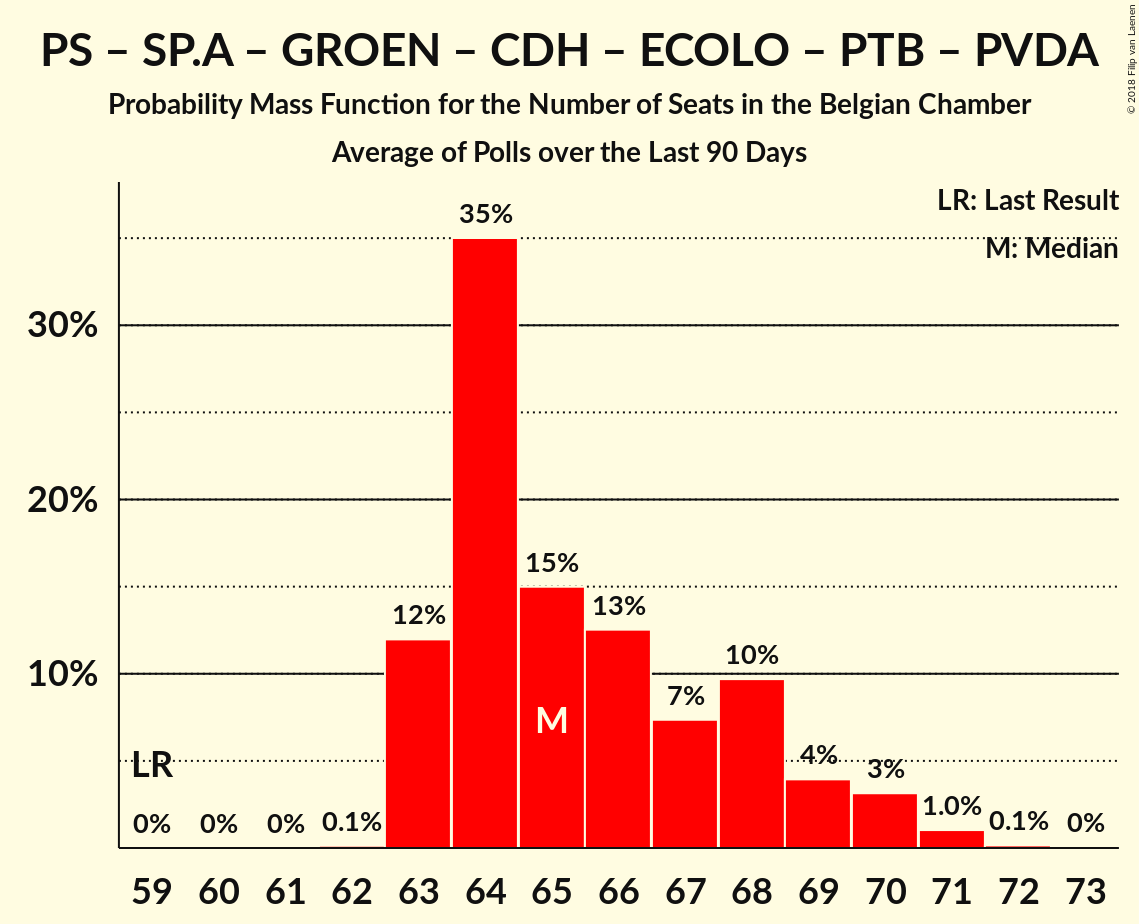 PS – SP.A – GROEN – CDH – ECOLO – PTB – PVDA
Probability Mass Function for the Number of Seats in the Belgian Chamber
Average of Polls over the Last 90 Days
© 2018 Filip van Laenen
LR: Last Result
M: Median
35%
30%
20%
15%
13%
12%
10%
10%
7%
M
LR
4%
3%
0% 0% 0% 0.1% 1.0% 0.1% 0%
59 60 61 62 63 64 65 66 67 68 69 70 71 72 73